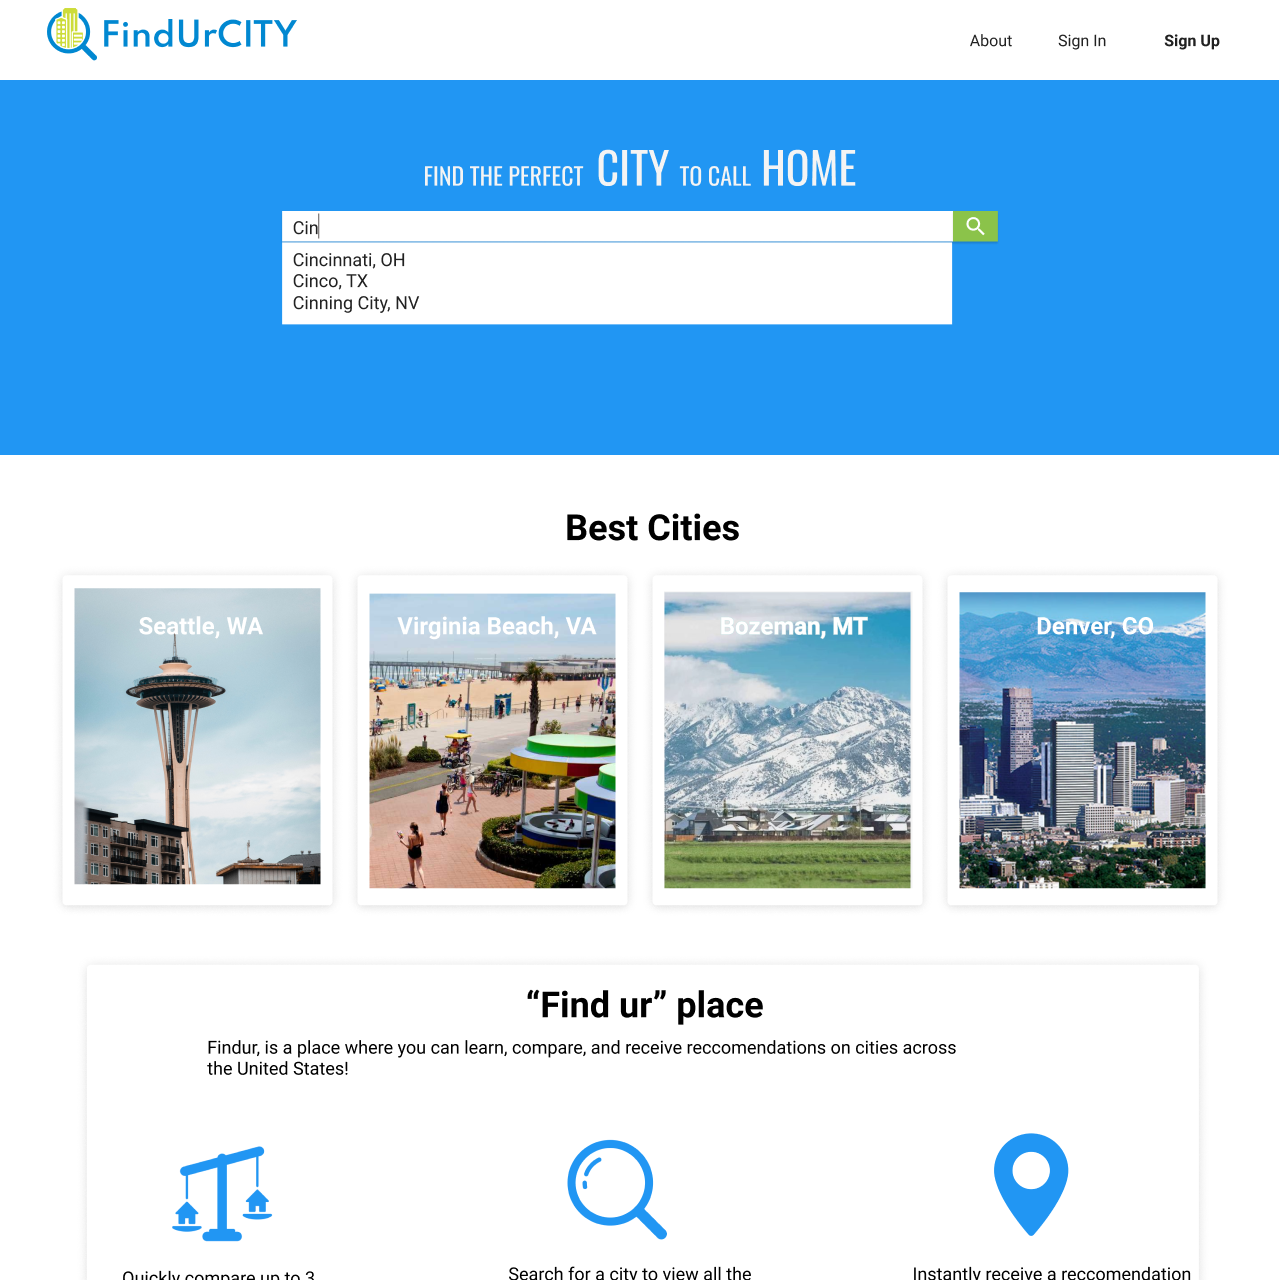 FindUrCITY
About Sign In Sign Up
FIND THE PERFECT CITY TO CALL HOME
Cin
Cincinnati, OH
Cinco, TX
Cinning City, NV
Best Cities
Seattle, WA Virginia Beach, VA Bozeman, MT Denver, CO
“Find ur” place
Findur, is a place where you can learn, compare, and receive reccomendations on cities across
the United States!
Quickly compare up to 3
Search for a city to view all the
Instantly receive a reccomendation